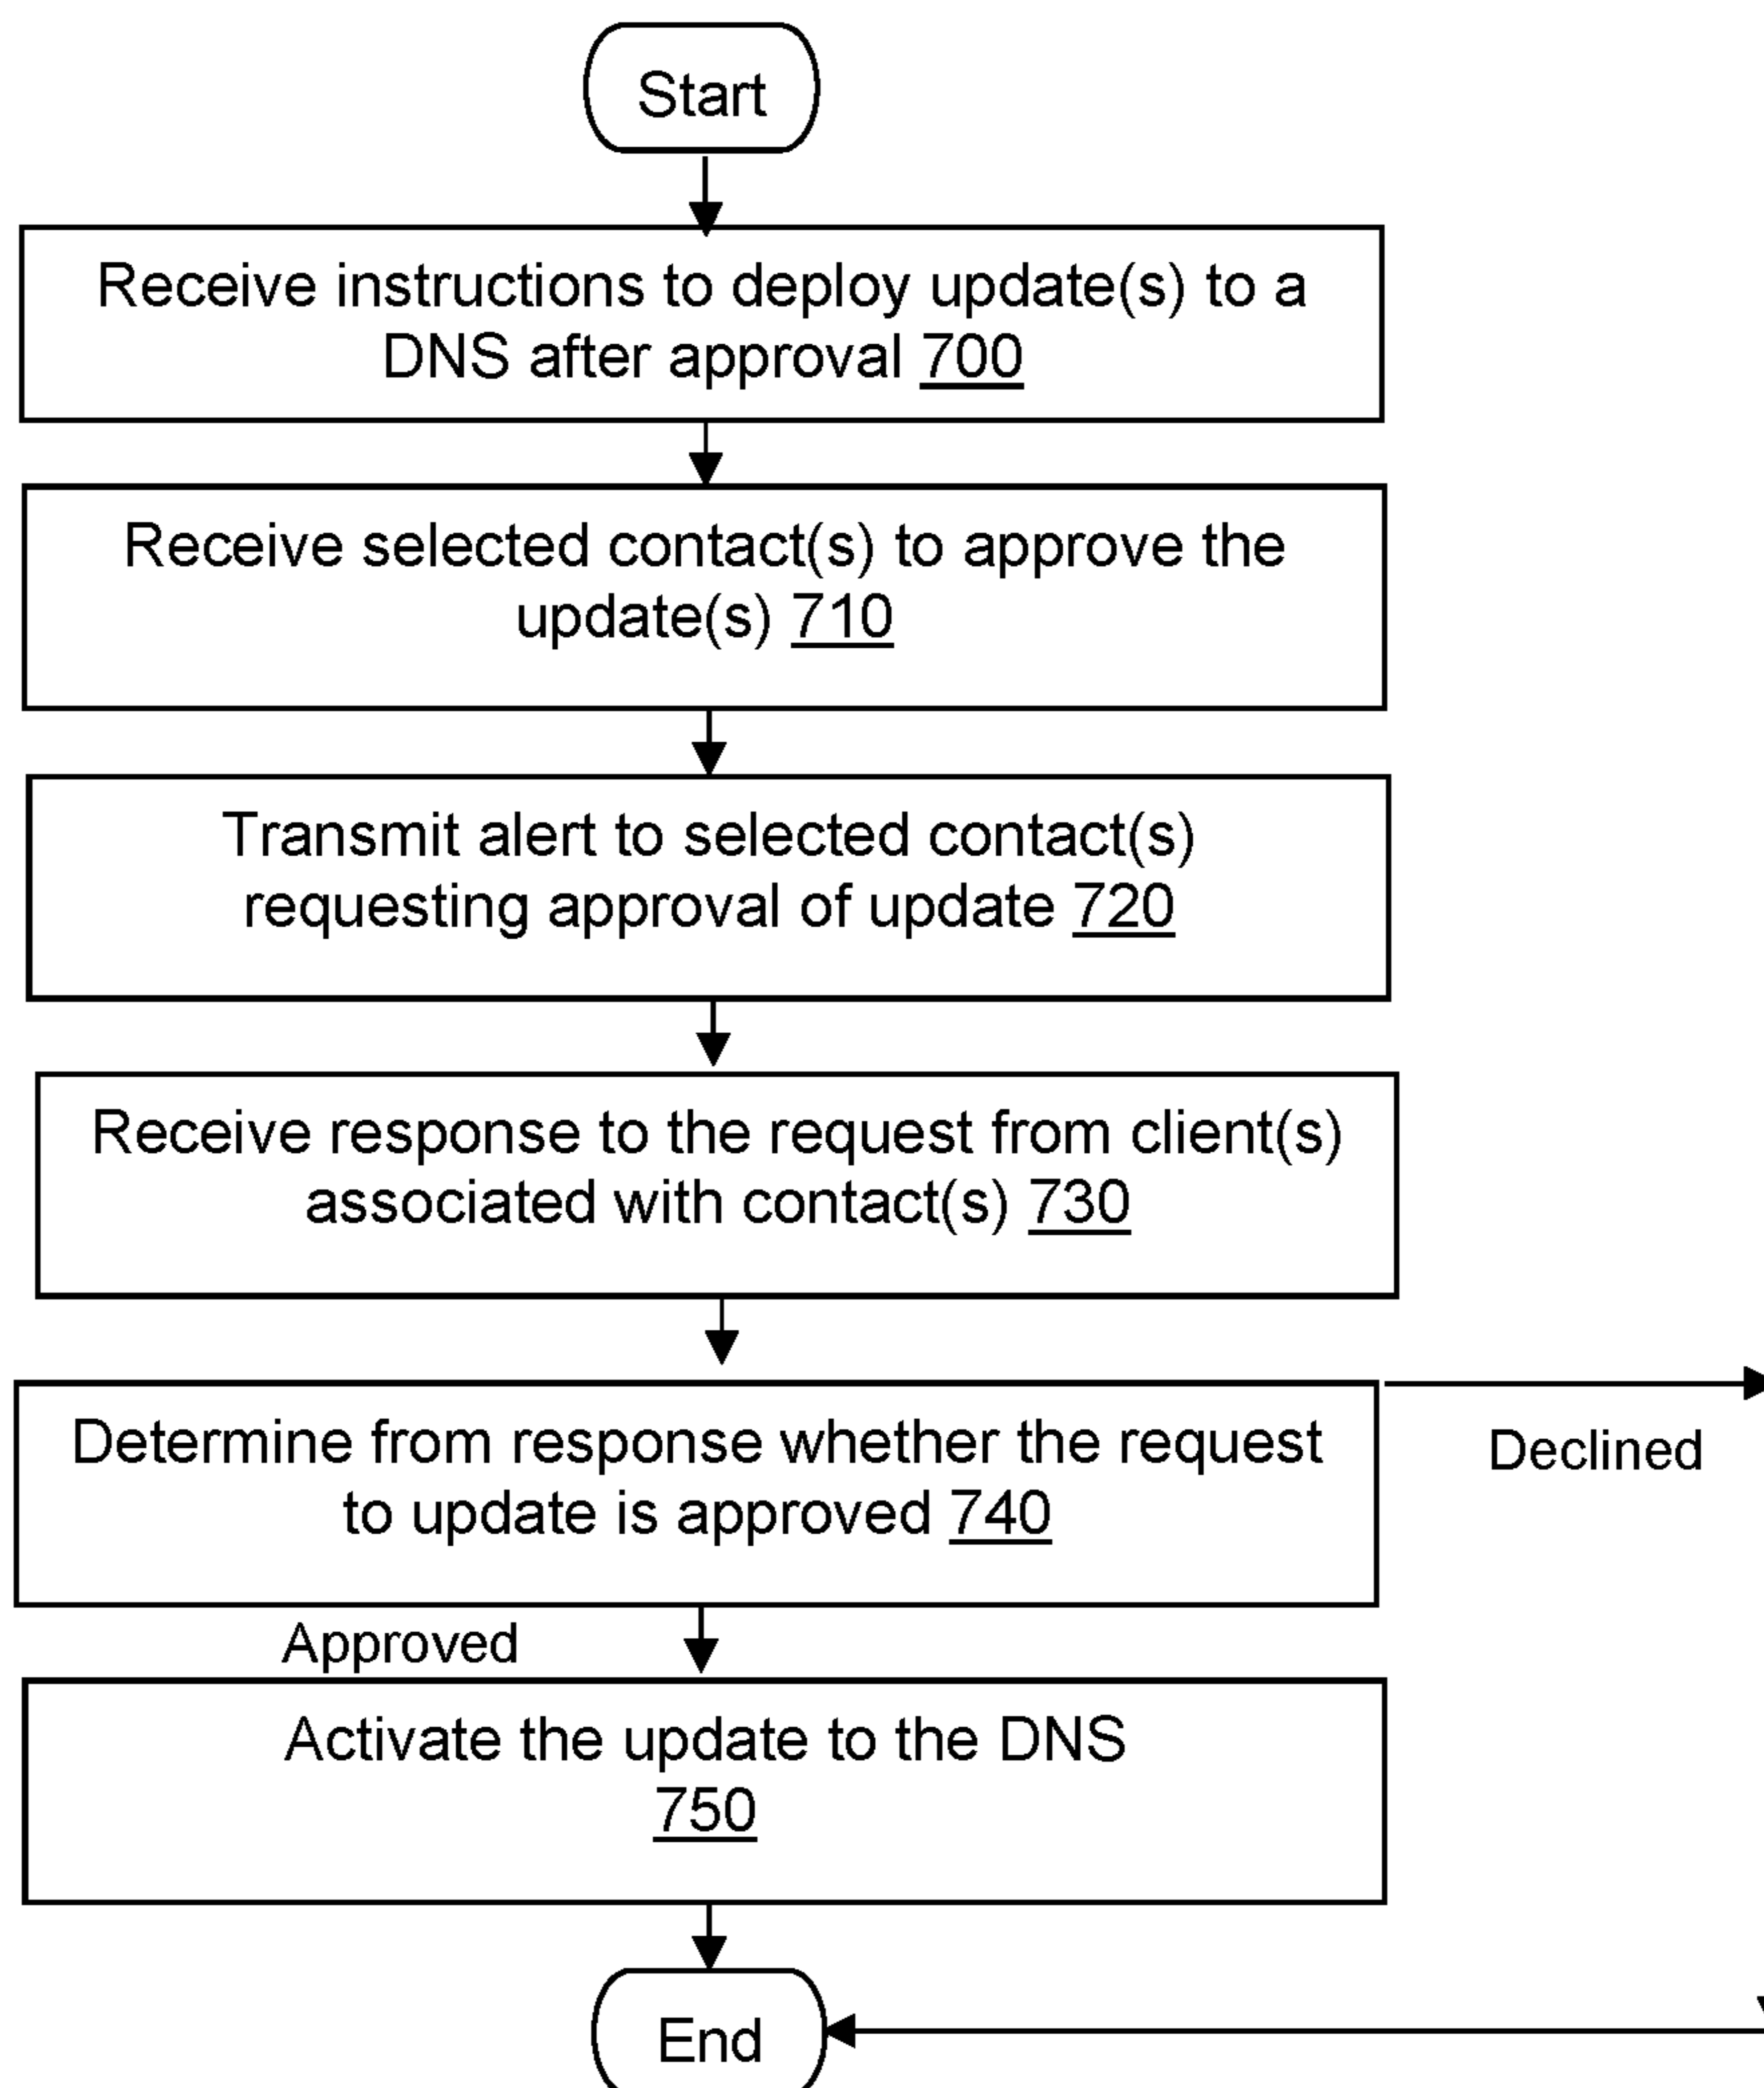 Start
Receive instructions to deploy update(s) to a
DNS after approval 700
Receive selected contact(s) to approve the
update(s) 710
Transmit alert to selected contact(s)
requesting approval of update 720
Receive response to the request from client(s)
associated with contact(s) 730
Determine from response whether the request
to update is approved 740
Declined
Approved
Activate the update to the DNS
750
End